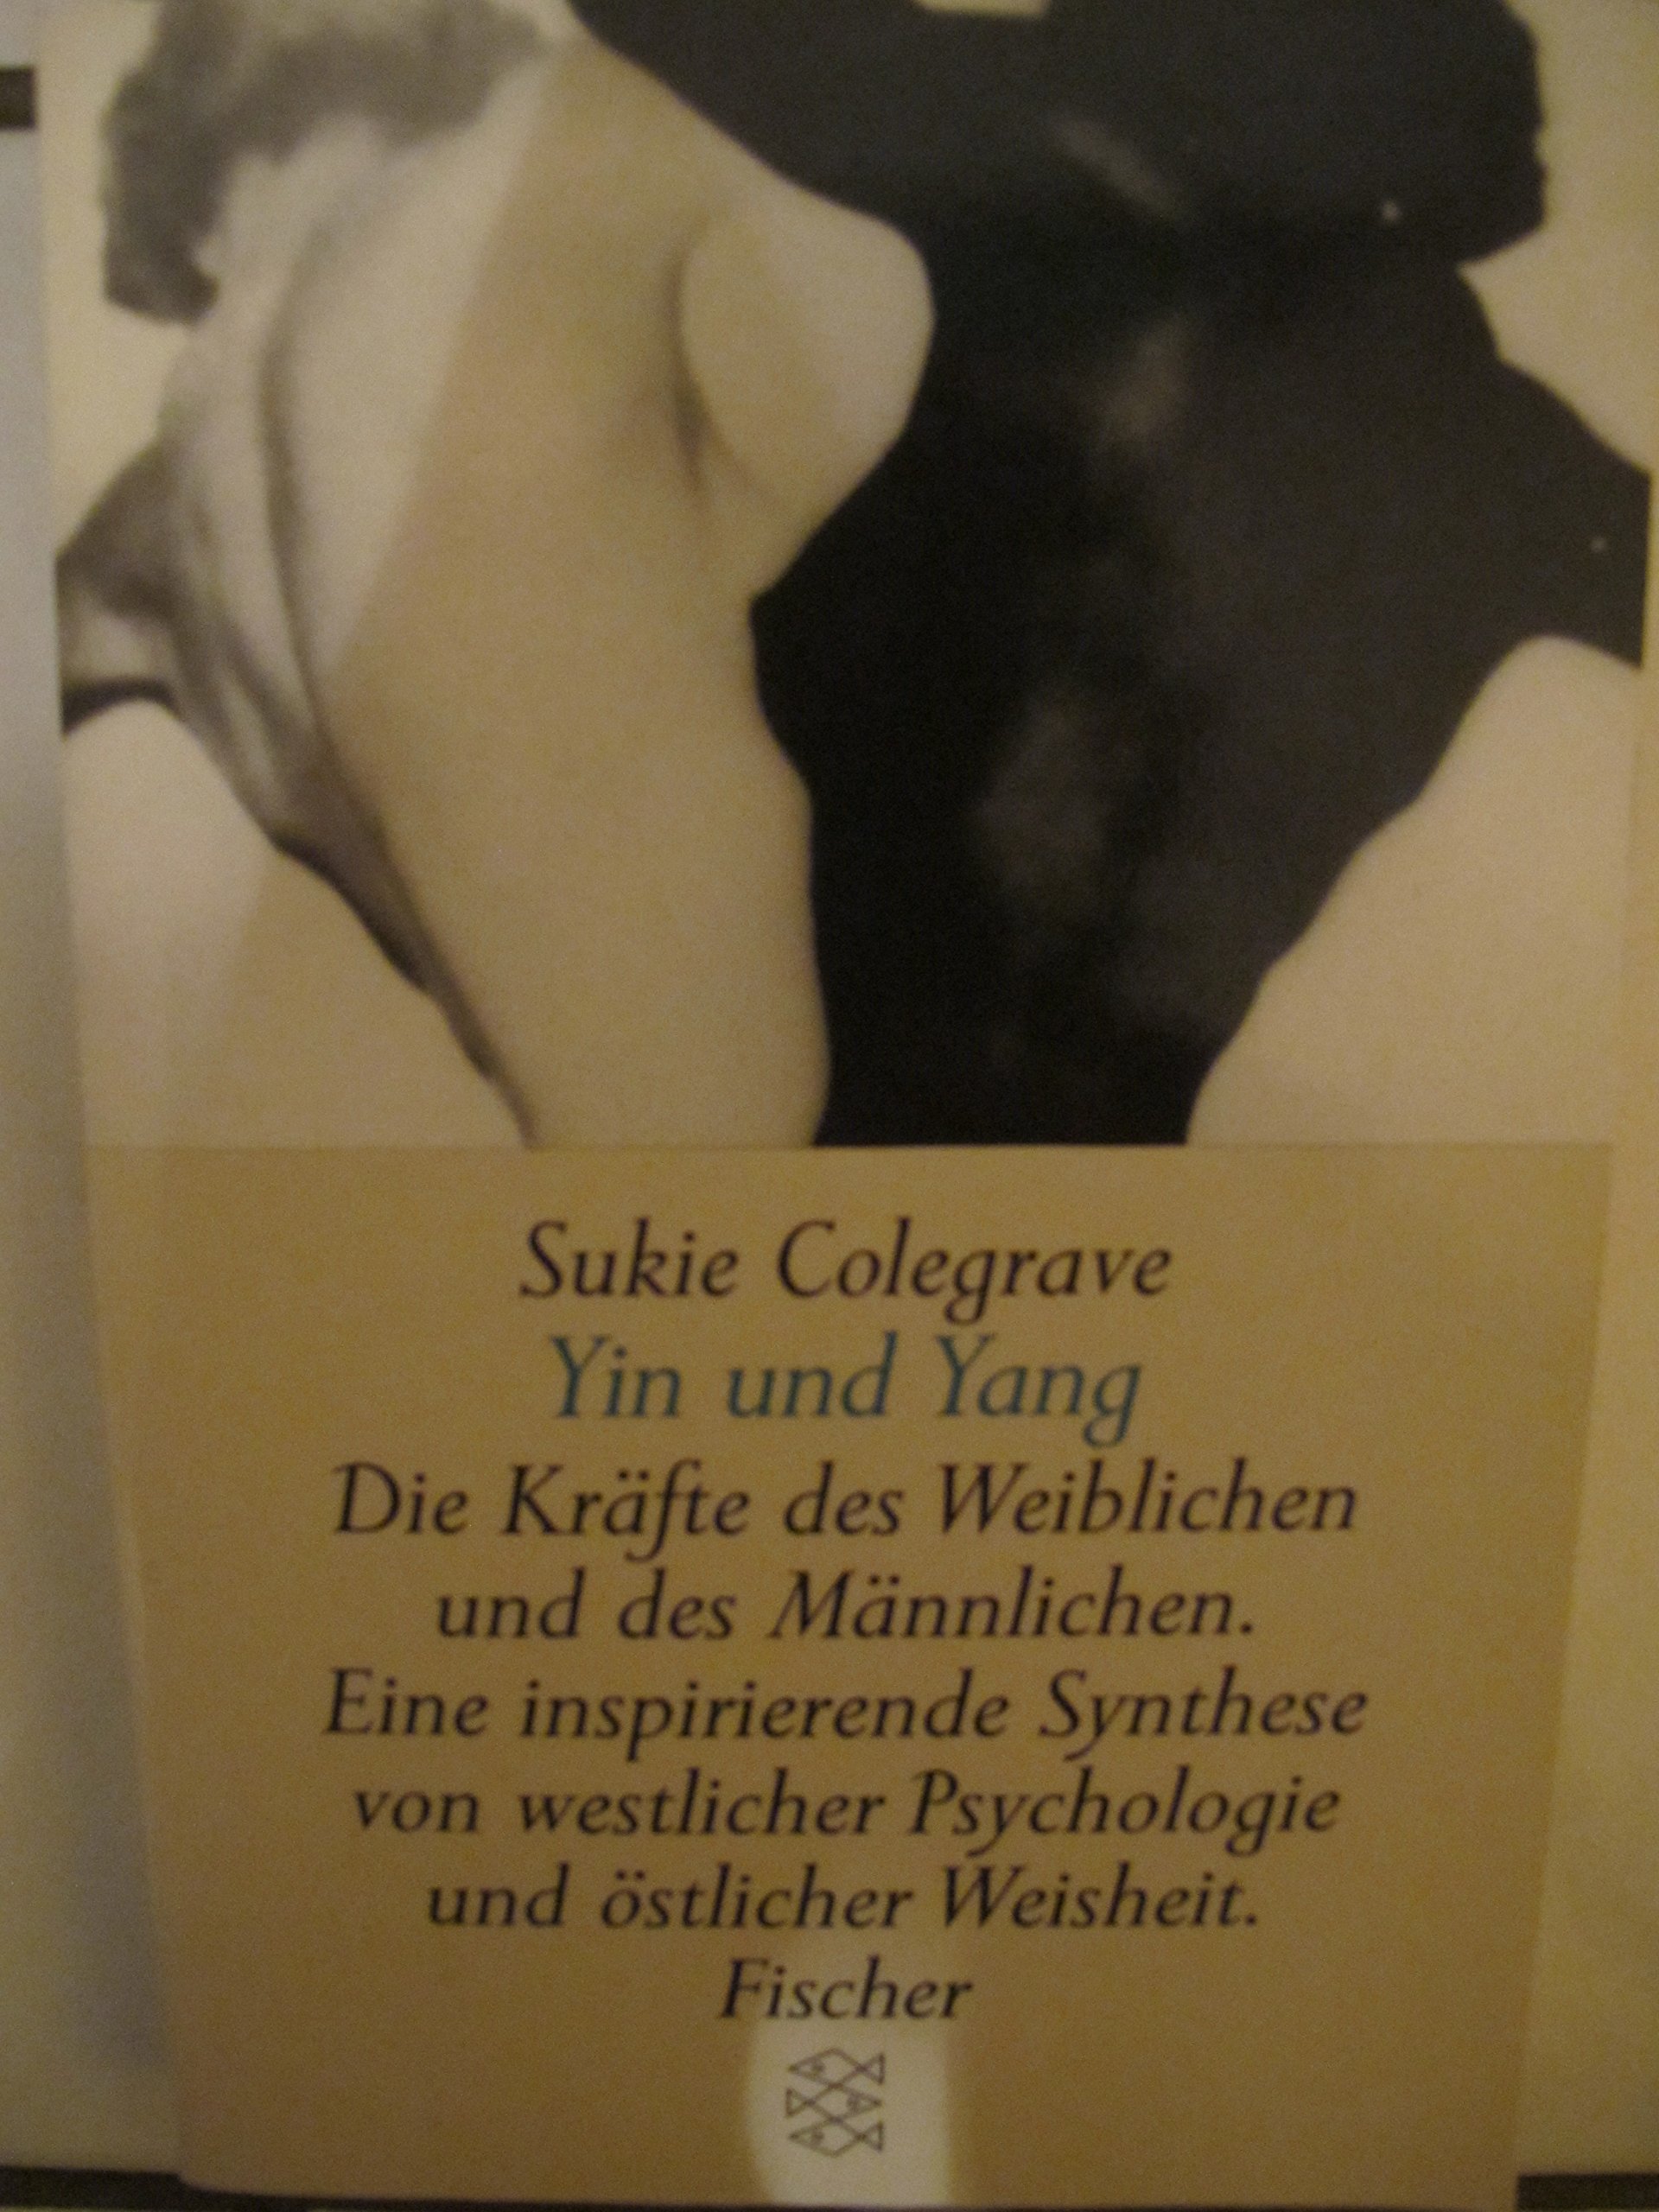 Sukie Colegrave
Yin und Yang
Die Kräfte des Weiblichen
und des Männlichen.
Eine inspirierende Synthese
von westlicher Psychologie
und östlicher Weisheit.
Fischer